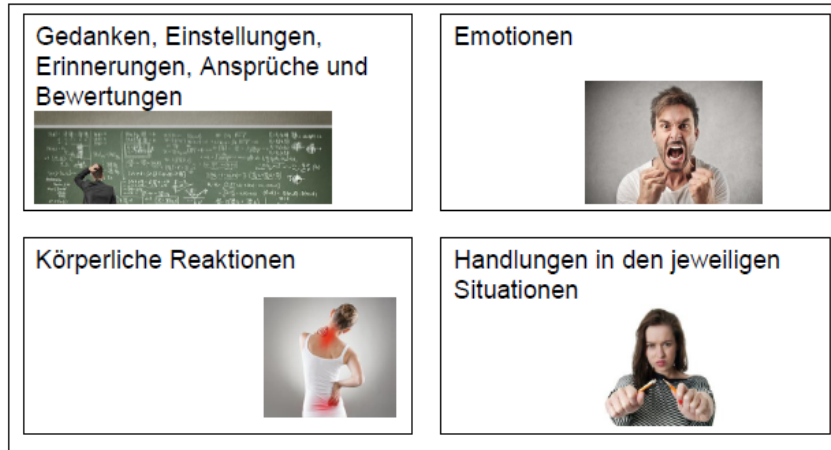 Gedanken, Einstellungen,
Erinnerungen, Ansprüche und
Bewertungen
Emotionen
Körperliche Reaktionen
Handlungen in den jeweiligen
Situationen